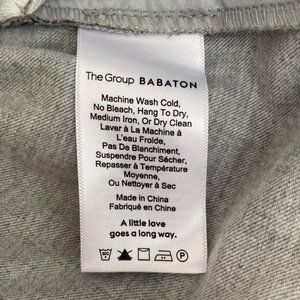 The Group BABATON
Machine Wash Cold,
No Bleach, Hang To Dry,
Medium Iron, Or Dry Clean
Laver à La Machine à
L'eau Froide,
Pas De Blanchiment,
Suspendre Pour Sécher,
Repasser à Température
Moyenne,
Ou Nettoyer à Sec
Made in China
Fabriqué en Chine
A little love
goes a long way.
P